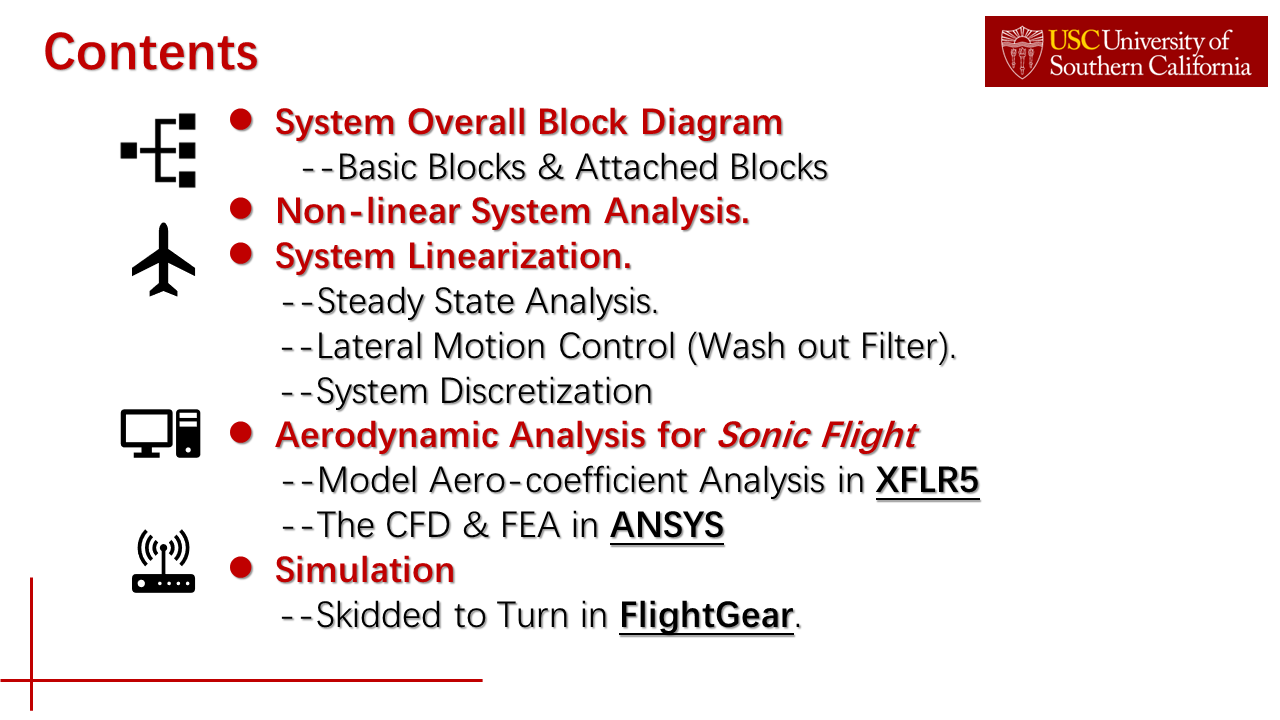 Contents
USC University of
Southern California
● System Overall Block Diagram
--Basic Blocks & Attached Blocks
● Non-linear System Analysis.
● System Linearization.
--Steady State Analysis.
--Lateral Motion Control (Wash out Filter).
--System Discretization
● Aerodynamic Analysis for Sonic Flight
--Model Aero-coefficient Analysis in XFLR5
--The CFD & FEA in ANSYS
● Simulation
--Skidded to Turn in FlightGear.